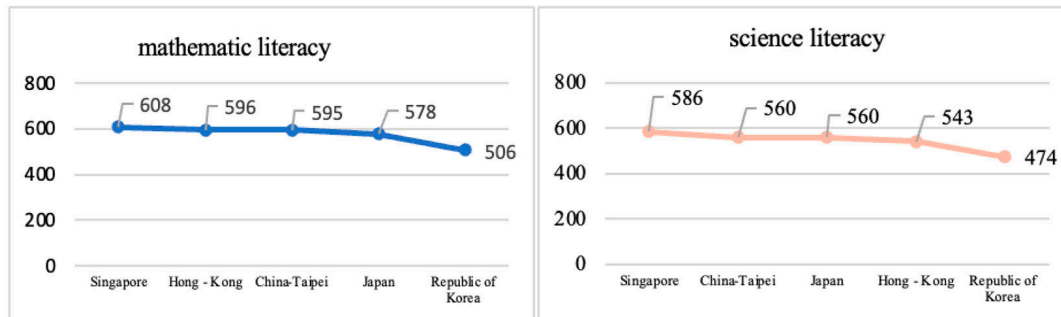 mathematic literacy
800
600
400
200
0
608
596
595
578
506
Singapore
Hong - Kong
China-Taipei
Japan
Republic of
Korea
science literacy
800
600
400
200
0
586
560
560
543
474
Singapore
China-Taipei
Japan
Hong - Kong
Republic of
Korea